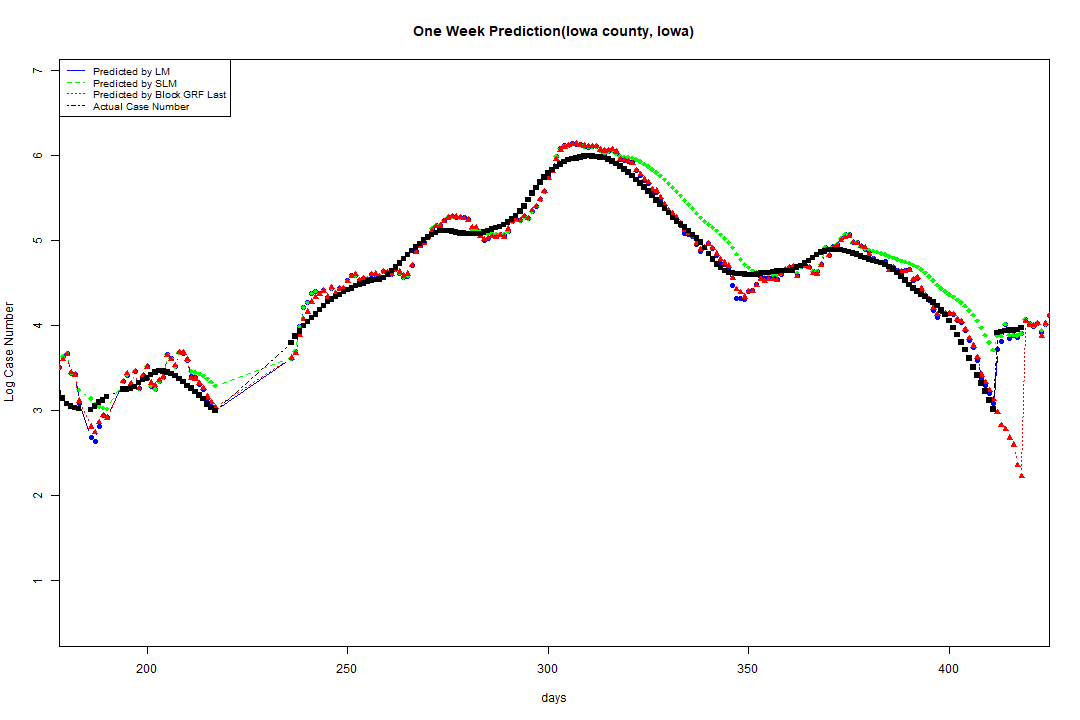 One Week Prediction(Iowa county, Iowa)
Predicted by LM
Predicted by SLM
Predicted by Block GRF Last
Actual Case Number
Log Case Number
7
6
5
4
3
2
1
200
250
300
350
400
days